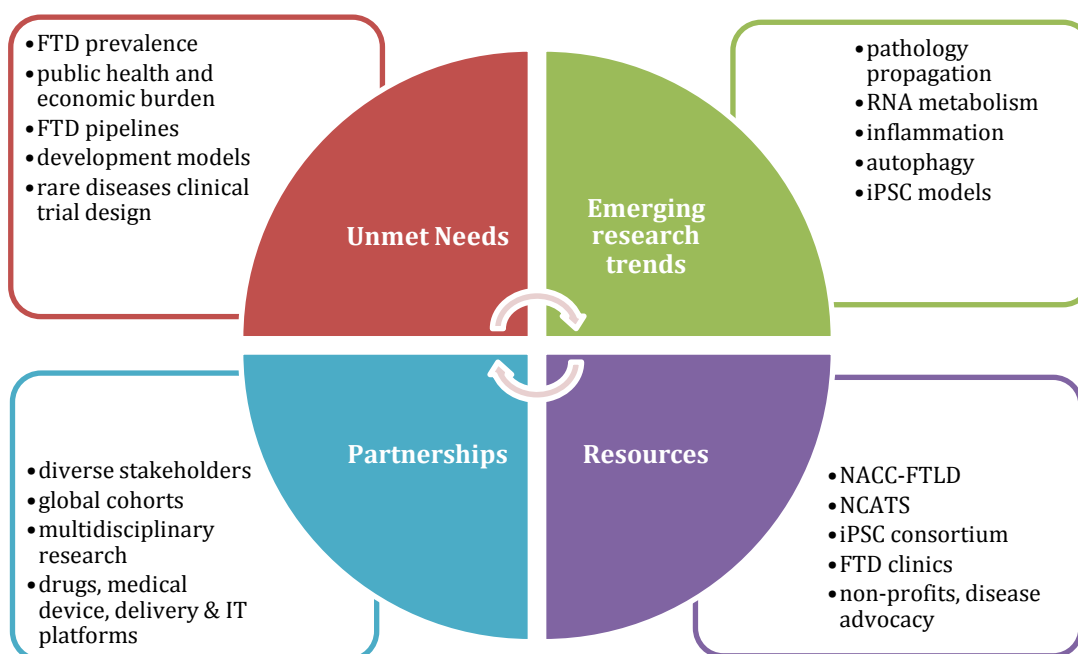 •FTD prevalence
•public health and
economic burden
•FTD pipelines
•development models
•rare diseases clinical
trial design
Unmet Needs
•pathology
propagation
•RNA metabolism
•inflammation
•autophagy
•iPSC models
Emerging
research
trends
•diverse stakeholders
•global cohorts
•multidisciplinary
research
•drugs, medical
device, delivery & IT
platforms
Partnerships
Resources
•NACC-FTLD
•NCATS
•iPSC consortium
•FTD clinics
•non-profits, disease
advocacy